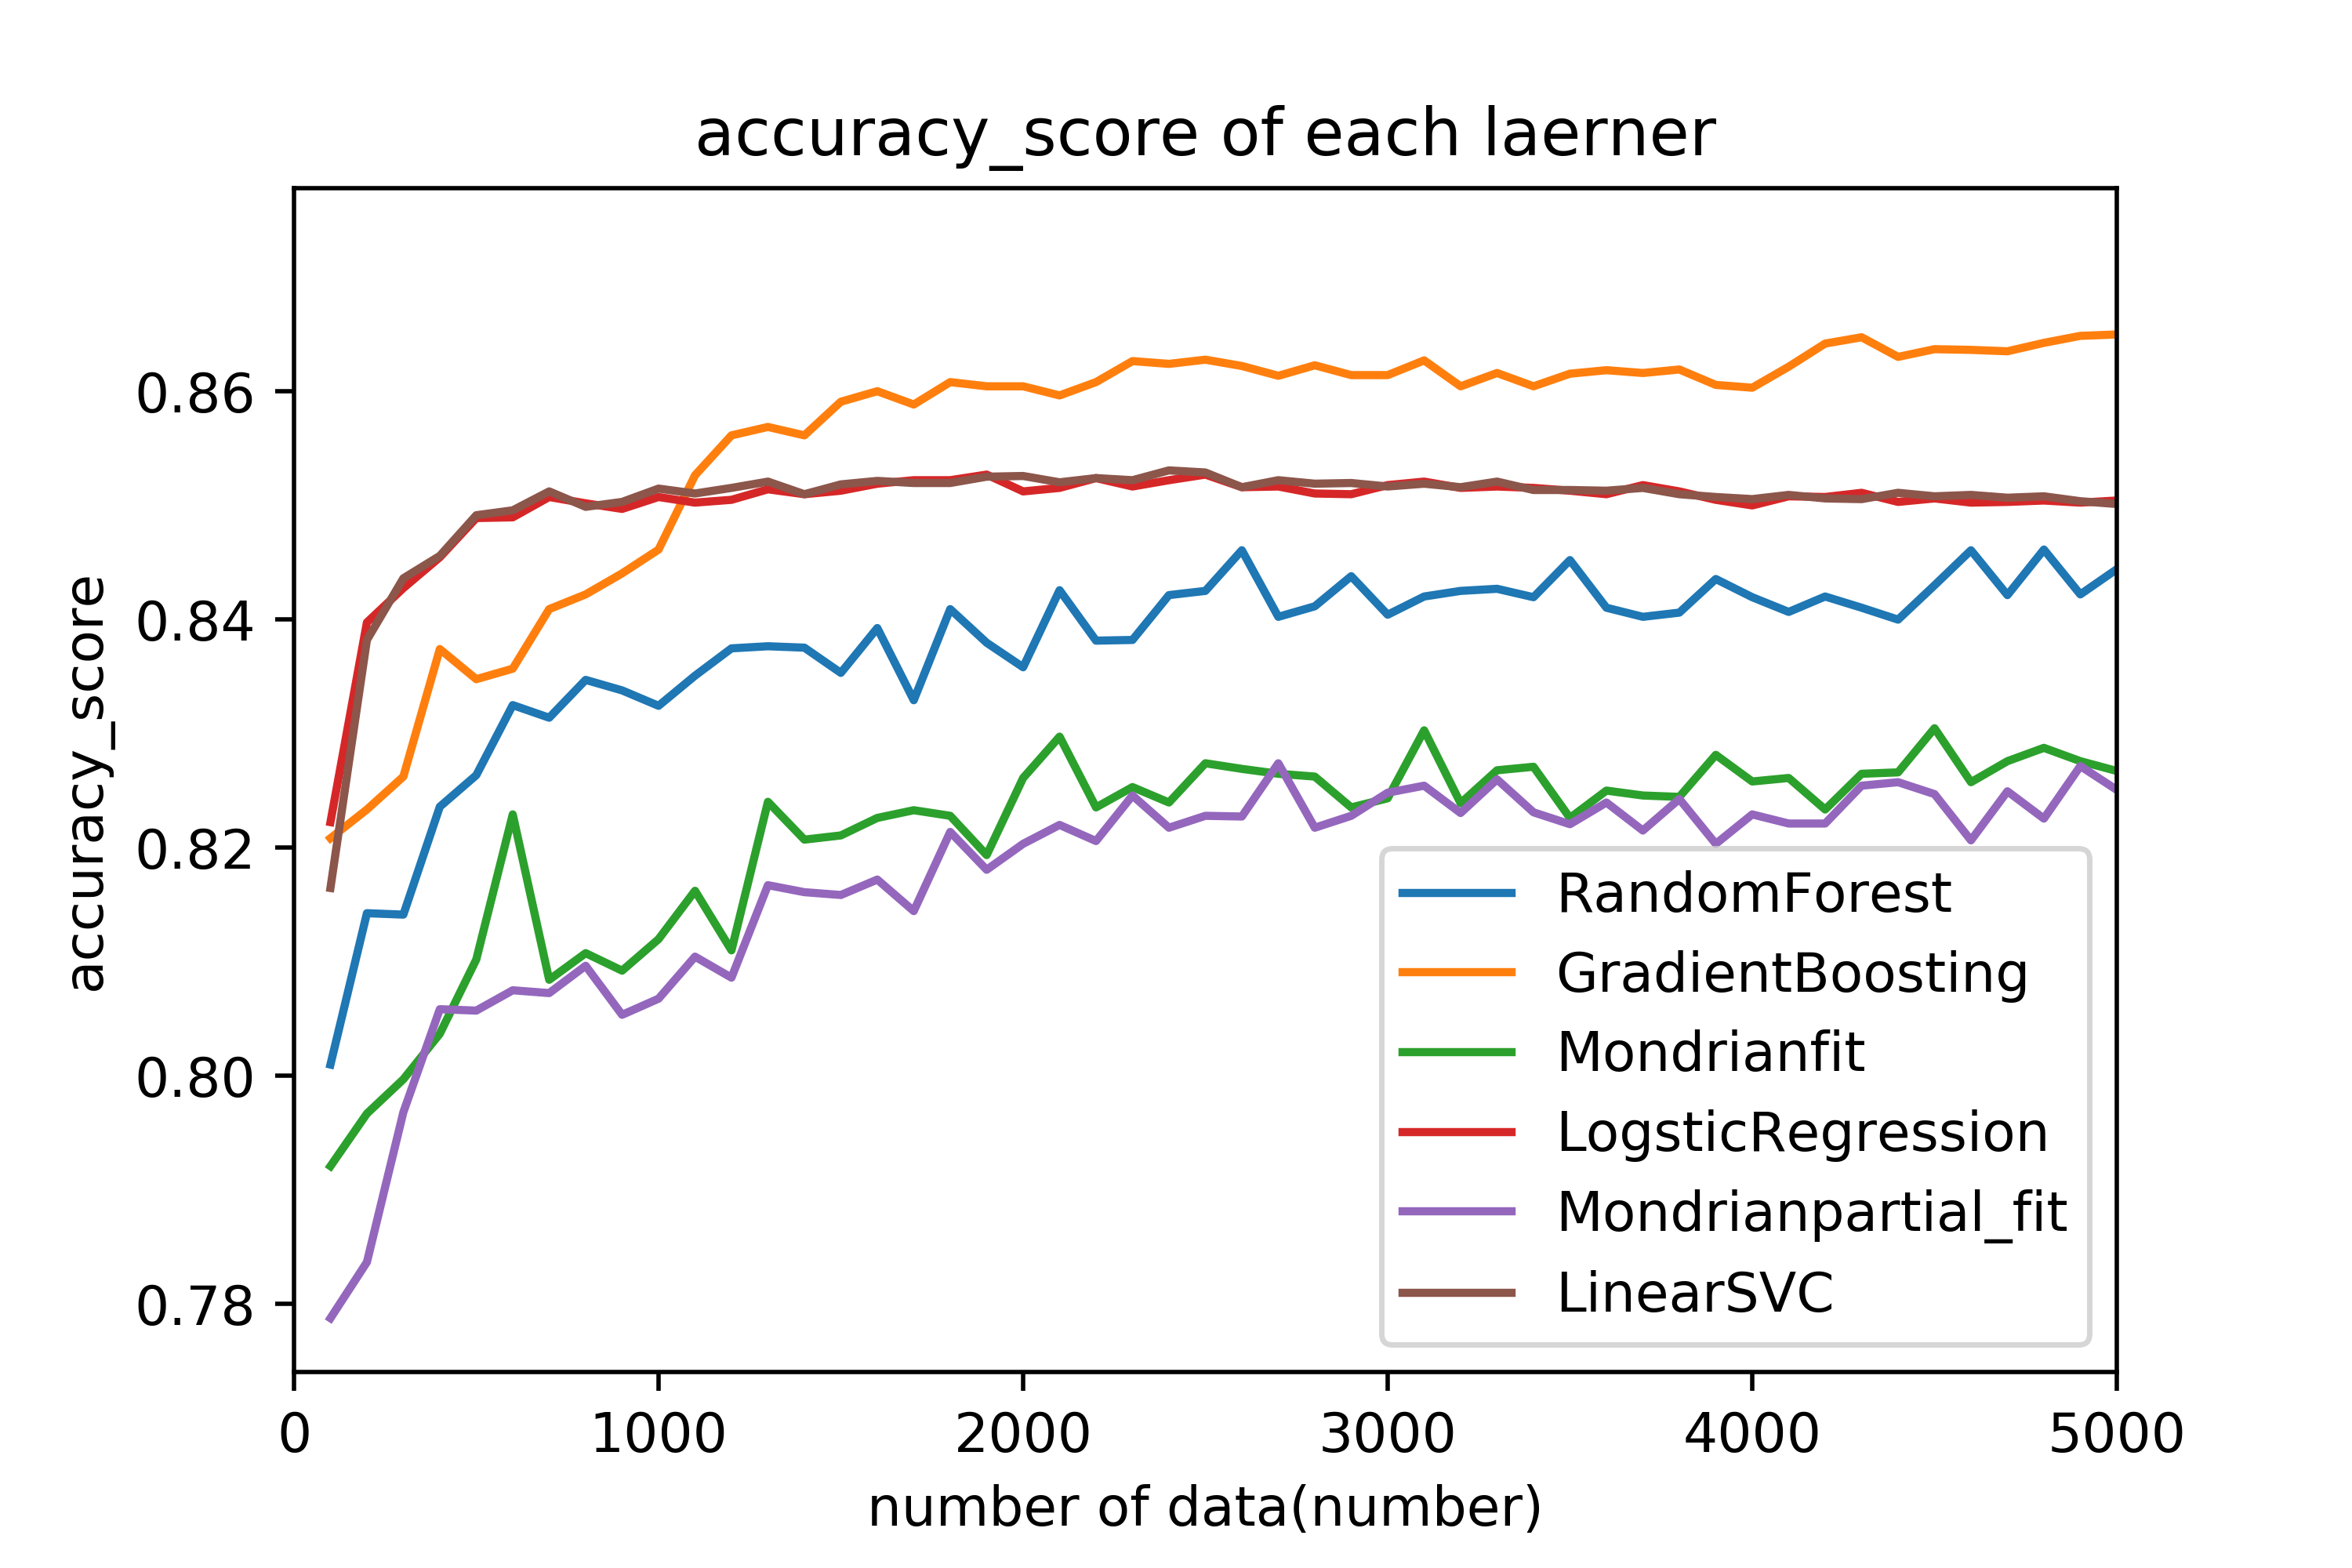 accuracy_score of each laerner
accuracy_score
0.86
0.84
0.82
0.80
0.78
RandomForest
GradientBoosting
Mondrianfit
LogsticRegression
Mondrianpartial_fit
LinearSVC
0 1000 2000 3000 4000 5000
number of data(number)